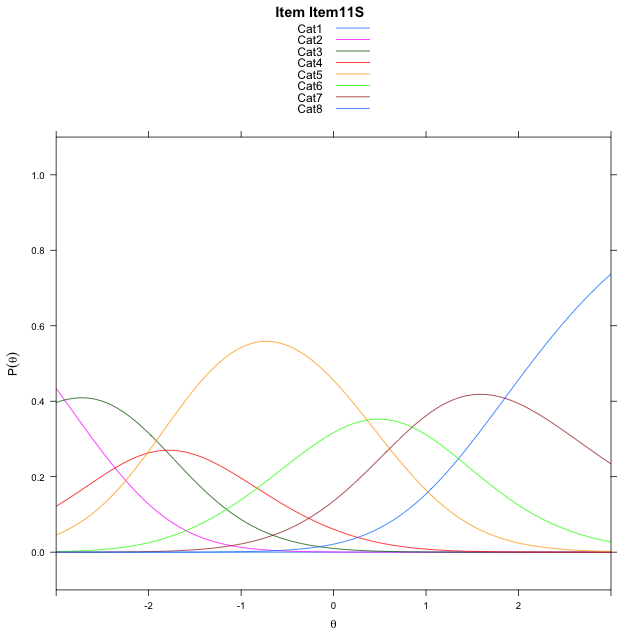 Item Item11S
Cat1
Cat2
Cat3
Cat4
Cat5
Cat6
Cat7
Cat8
1.0
0.8
0.6
0.4
0.2
0.0
P(θ)
-2 -1 0 1 2
θ